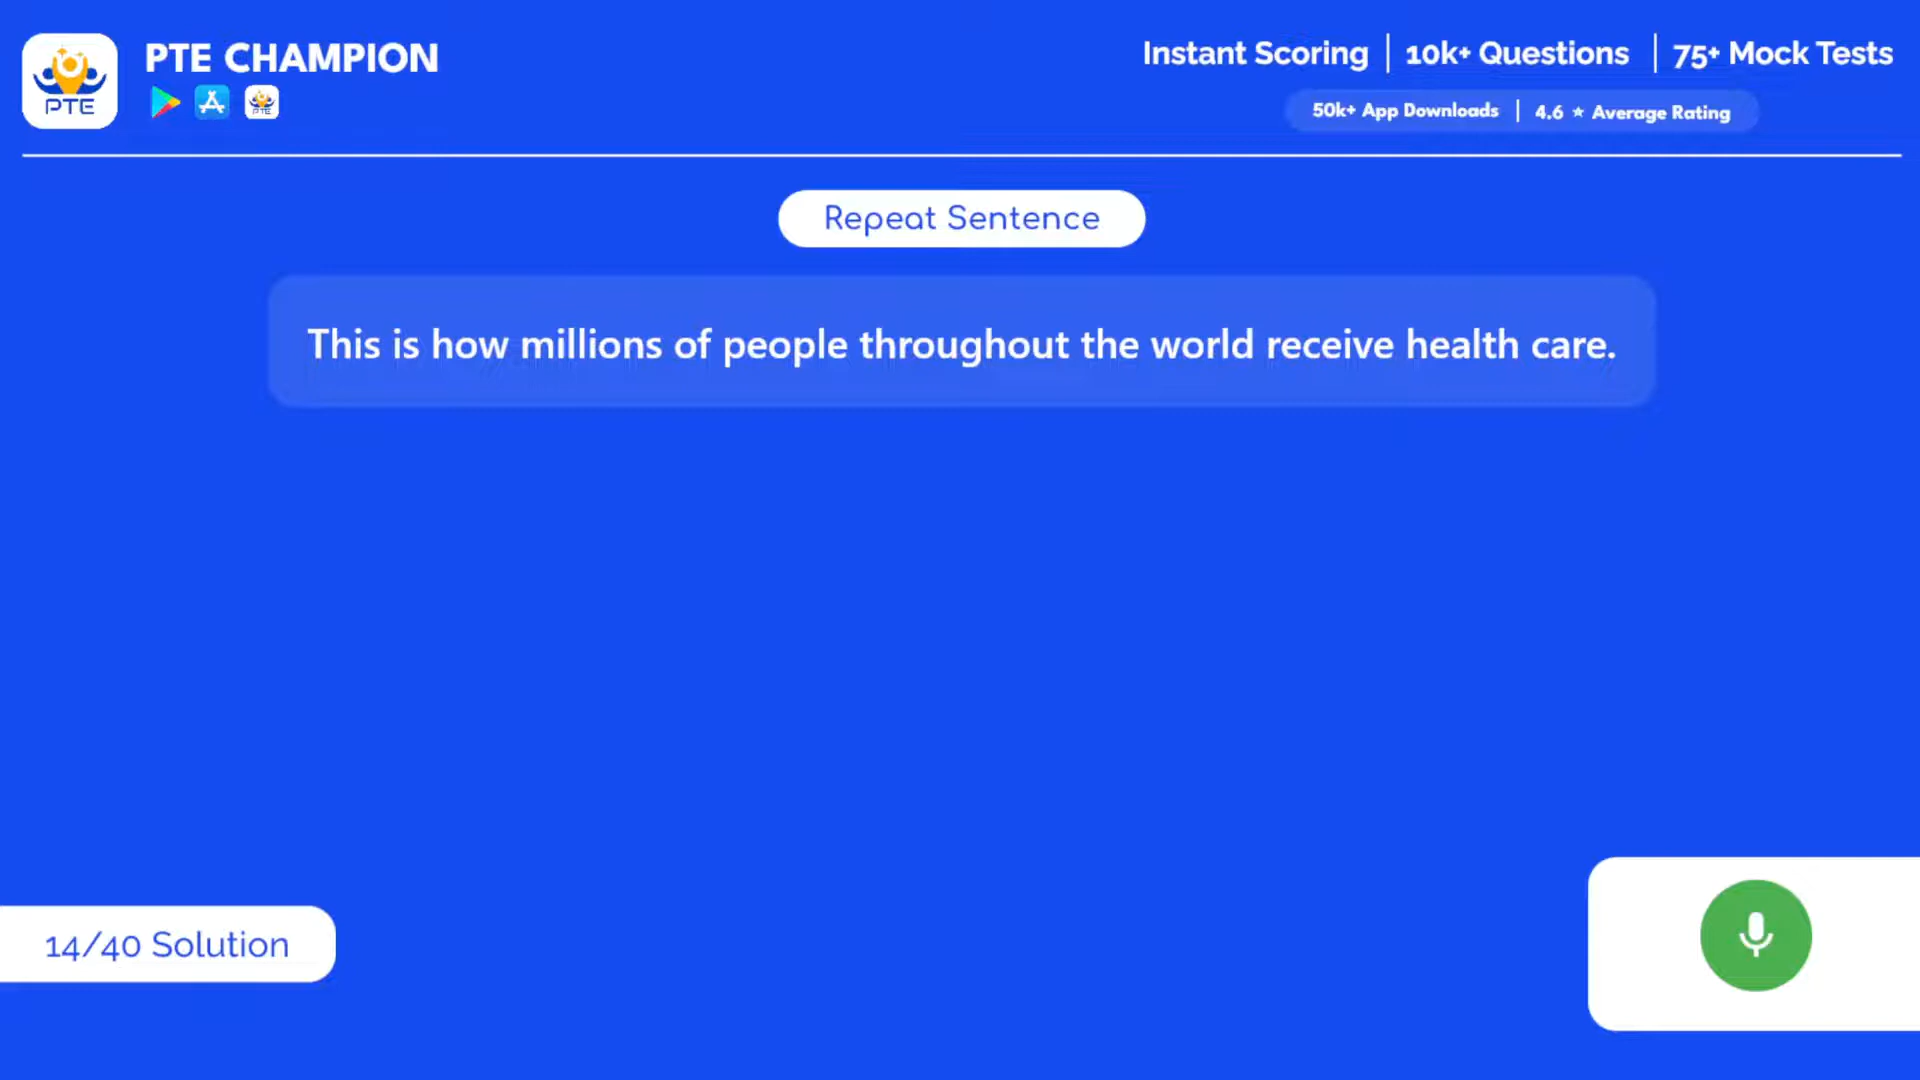 PTE CHAMPION
PTE
PTE
Instant Scoring | 10k+ Questions | 75+ Mock Tests
50k+ App Downloads | 4.6 ★ Average Rating
Repeat Sentence
This is how millions of people throughout the world receive health care.
14/40 Solution